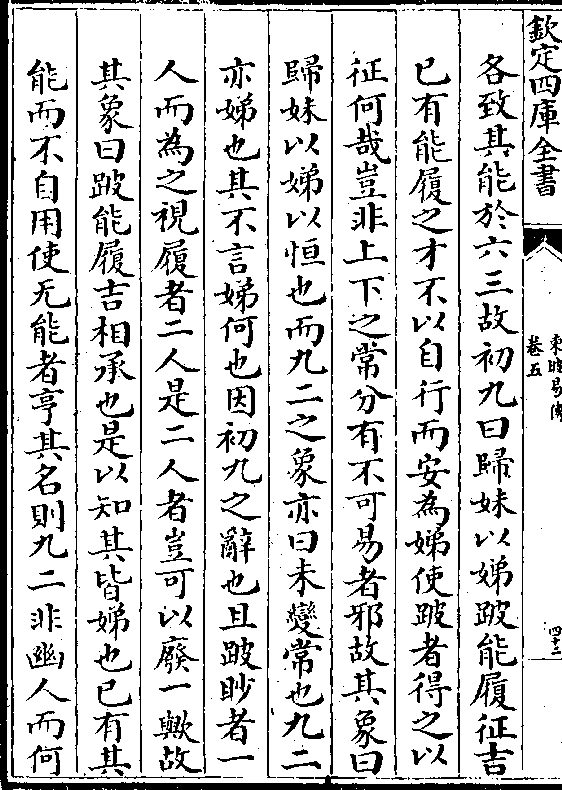 欽定四庫全書
東坡易傳
卷五
四十二
各致其能於六三故初九曰歸妹以娣跛能履征吉
已有能履之才不以自行而安為娣使跛者得之以
征何哉豈非上下之常分有不可易者邪故其象曰
歸妹以娣以恒也而九二之象亦曰未變常也九二
亦娣也其不言娣何也因初九之辭也且跛眇者一
人而為之視履者二人是二人者豈可以廢一歟故
其象曰跛能履吉相承也是以知其皆娣也已有其
能而不自用使无能者亨其名則九二非幽人而何